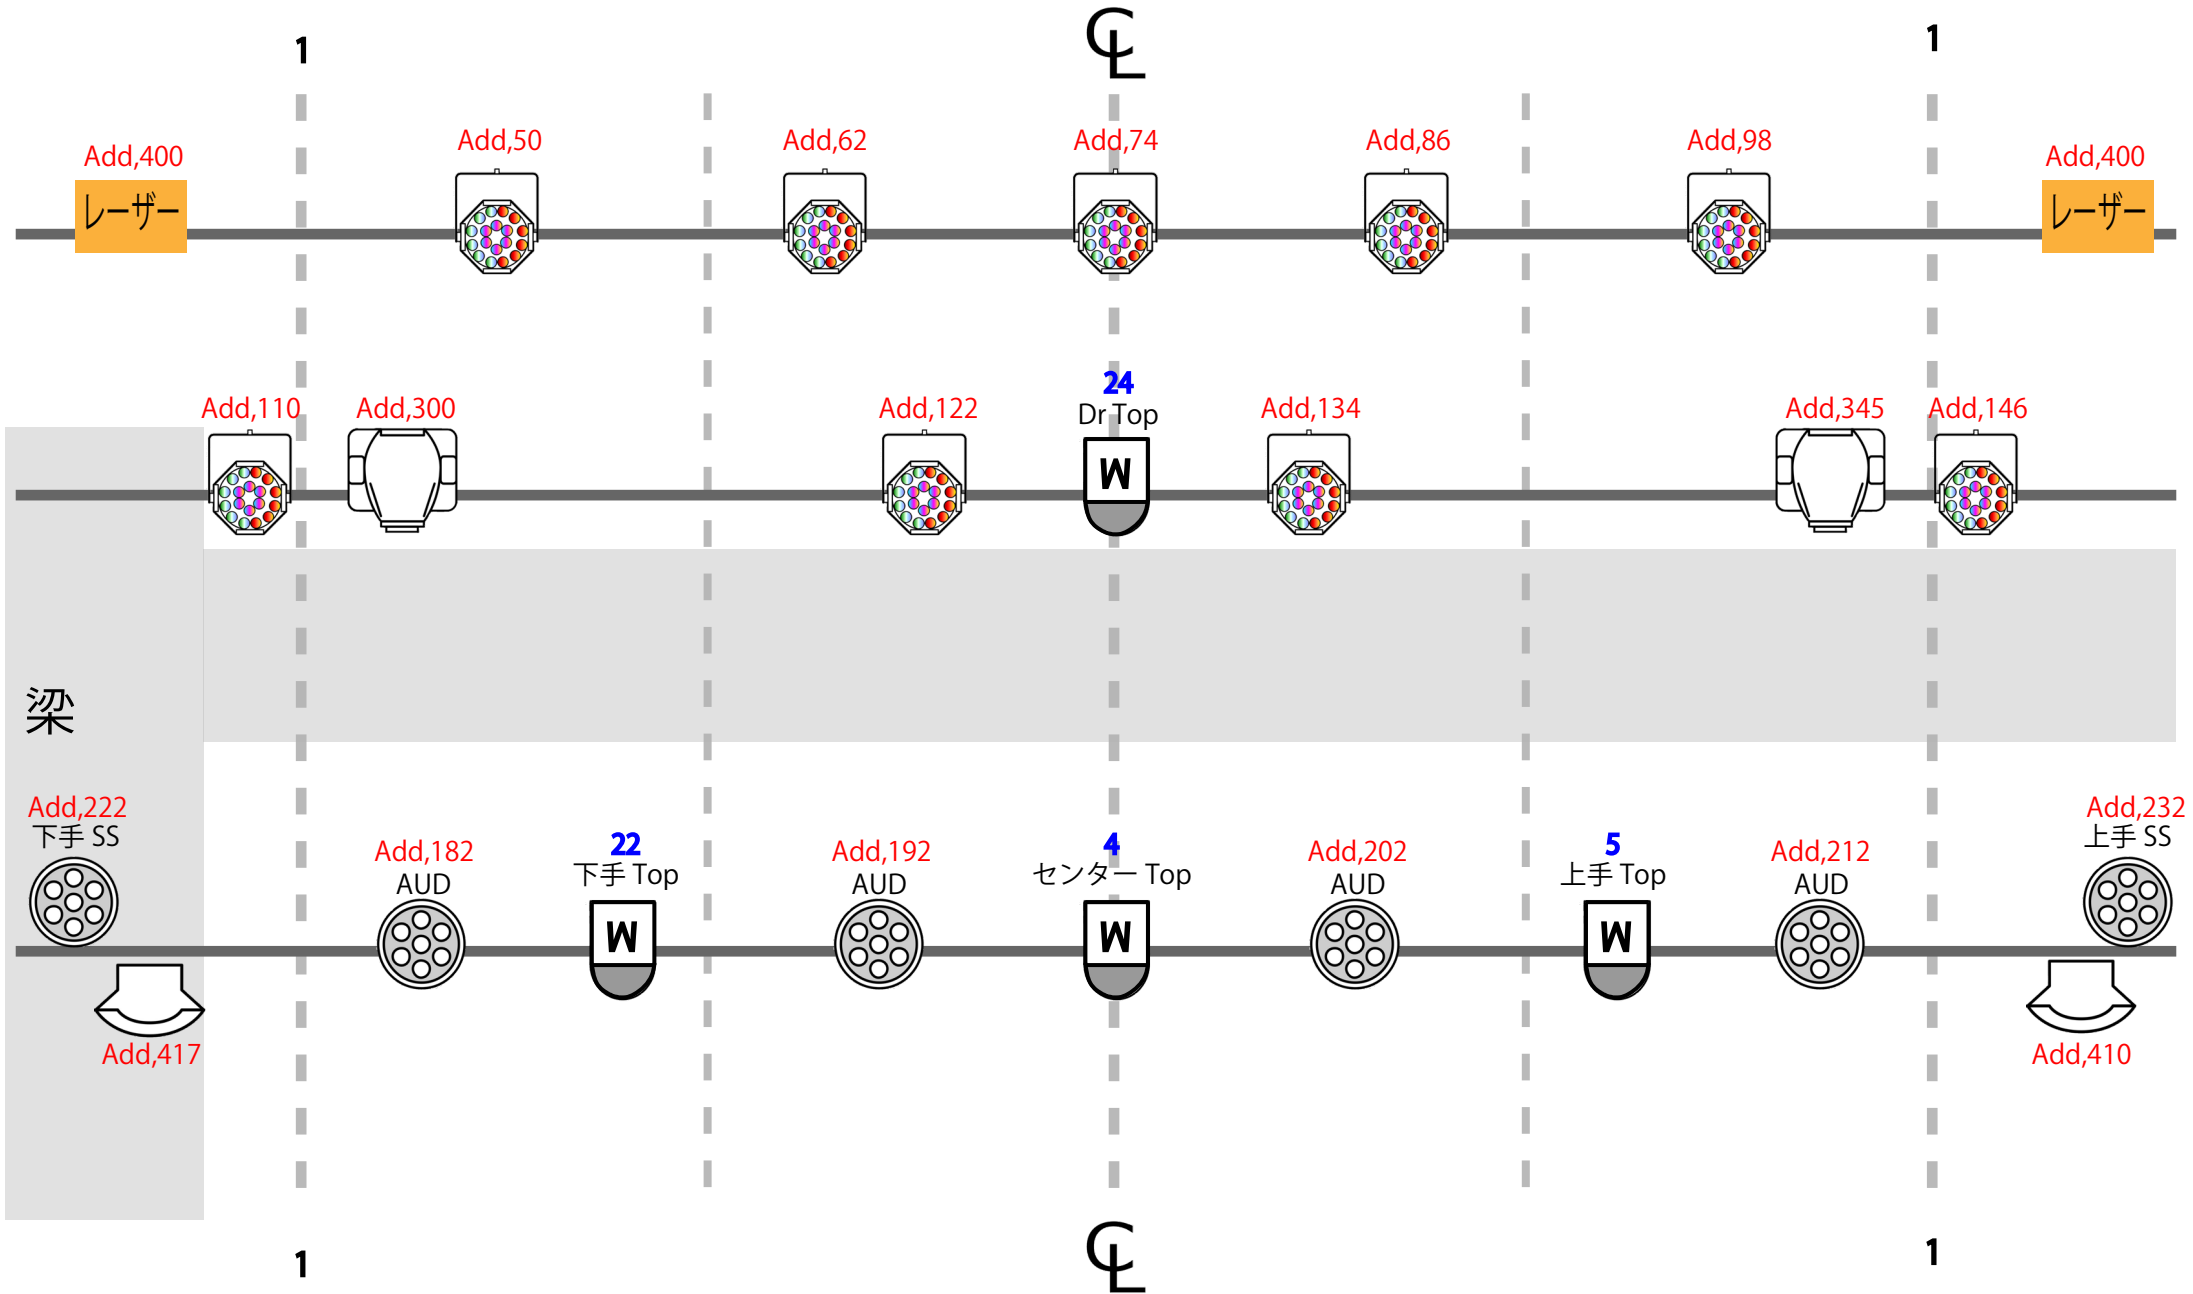 1
℄
1
Add,400
レーザー
Add,50
Add,62
Add,74
Add,86
Add,98
Add,400
レーザー
Add,110
Add,300
Add,122
24
Dr Top
M
Add,134
Add,345
Add,146
梁
Add,222
下手 SS
Add,417
Add,182
AUD
22
下手 Top
M
Add,192
AUD
4
センター Top
M
Add,202
AUD
5
上手 Top
M
Add,212
AUD
Add,232
上手 SS
Add,410
1
℄
1